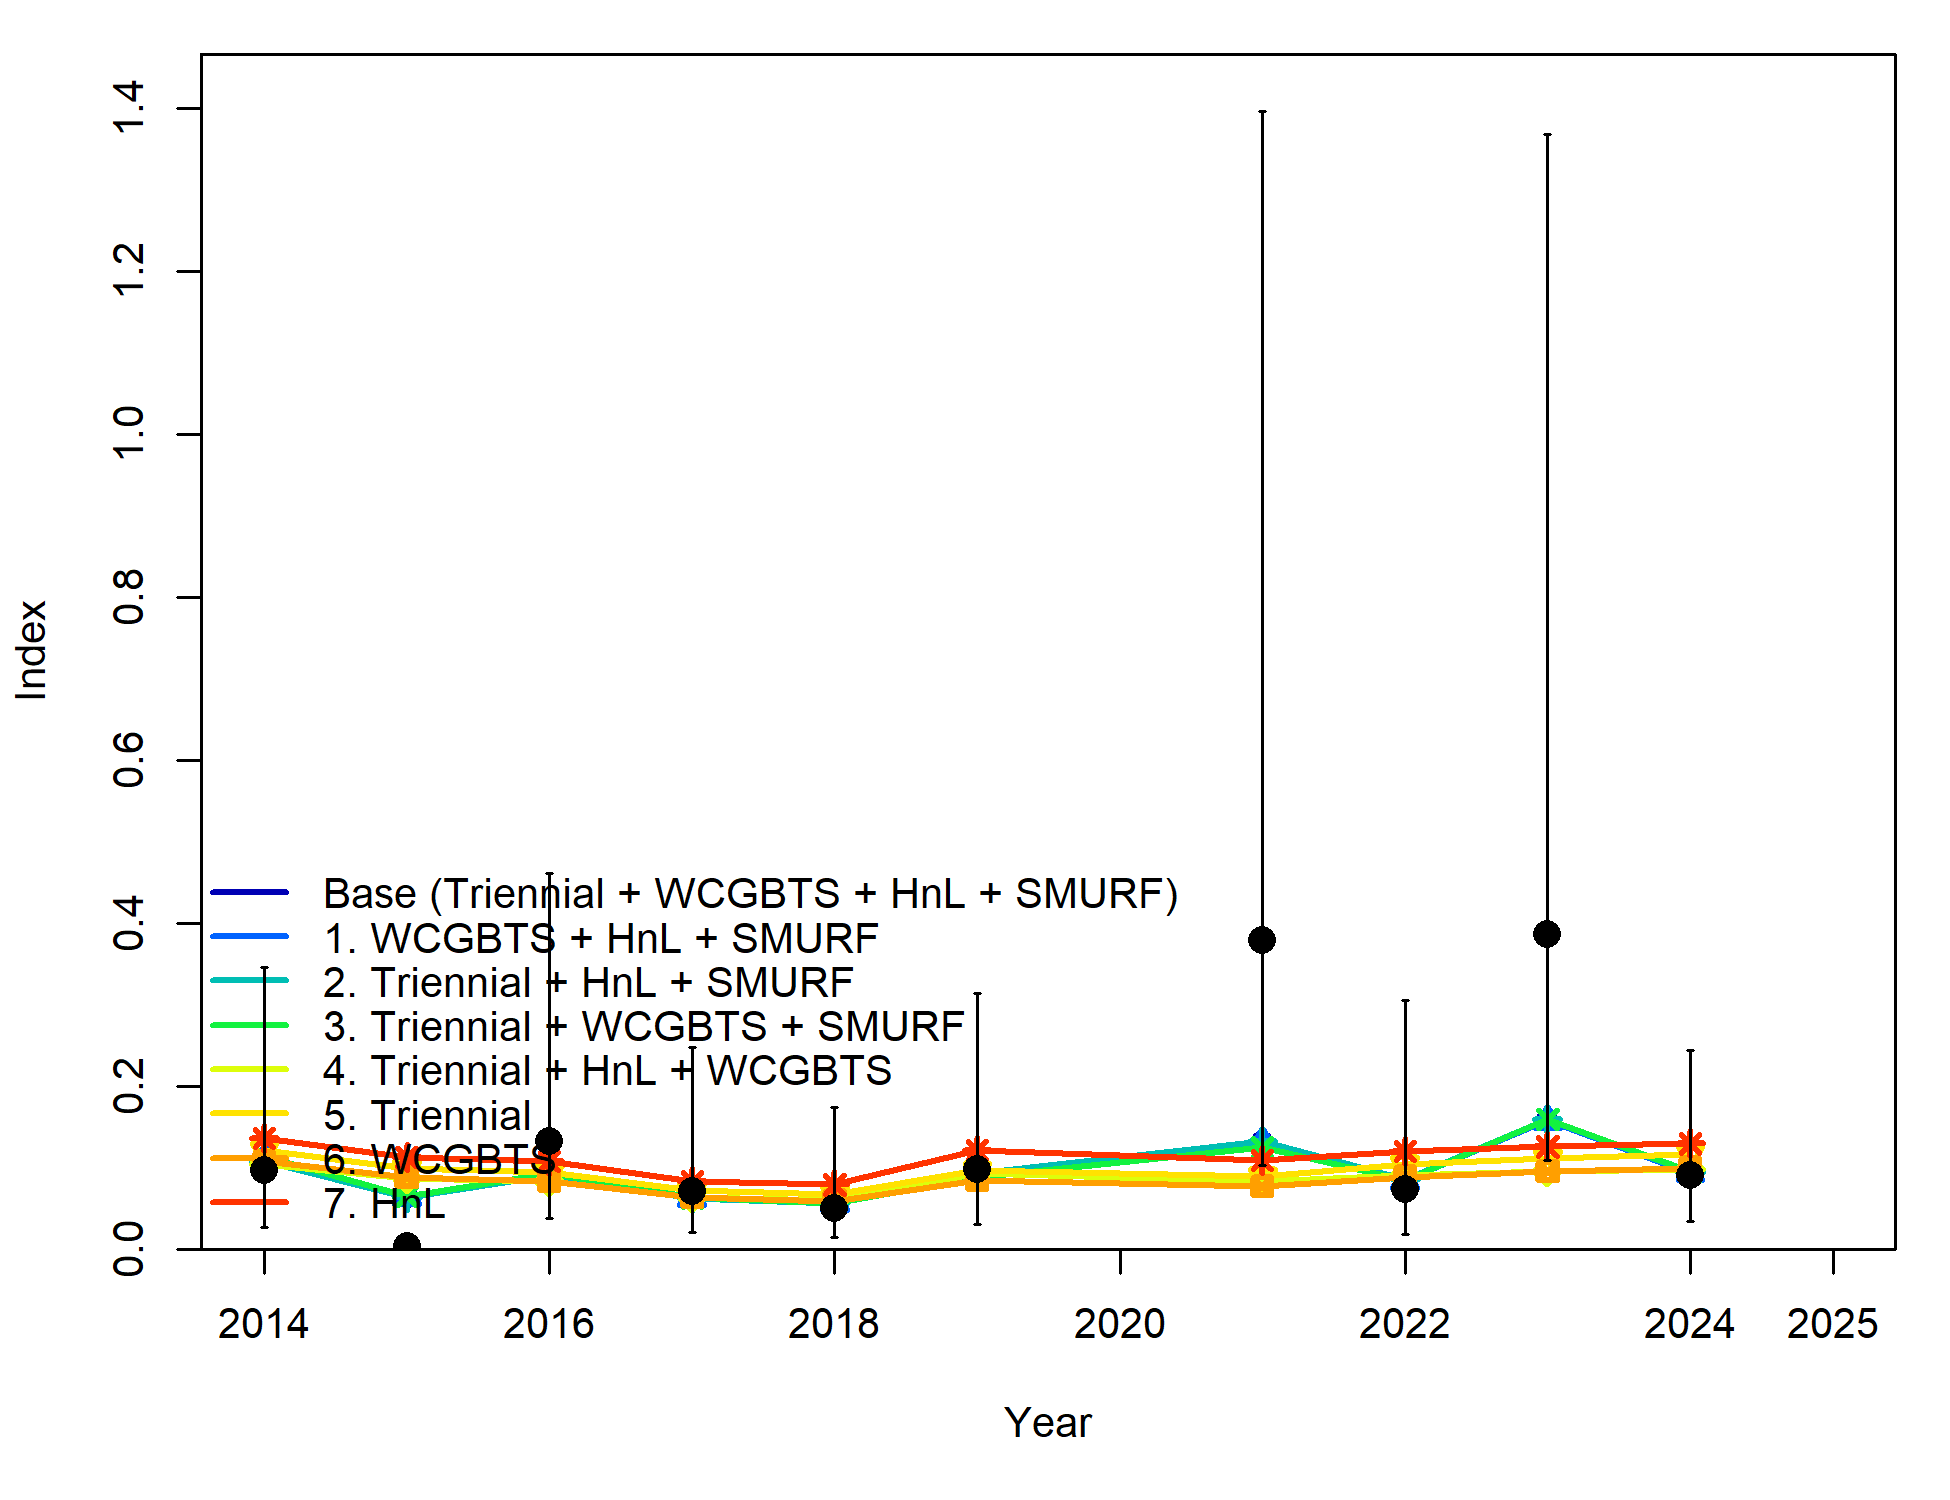 1.4
1.2
1.0
0.8
0.6
0.4
0.2
0.0
Index
Base (Triennial + WCGBTS + HnL + SMURF)
1. WCGBTS + HnL + SMURF
2. Triennial + HnL + SMURF
3. Triennial + WCGBTS + SMURF
4. Triennial + HnL + WCGBTS
5. Triennial
6. WCGBTS
7. HnL
2014 2016 2018 2020 2022 2024 2025
Year